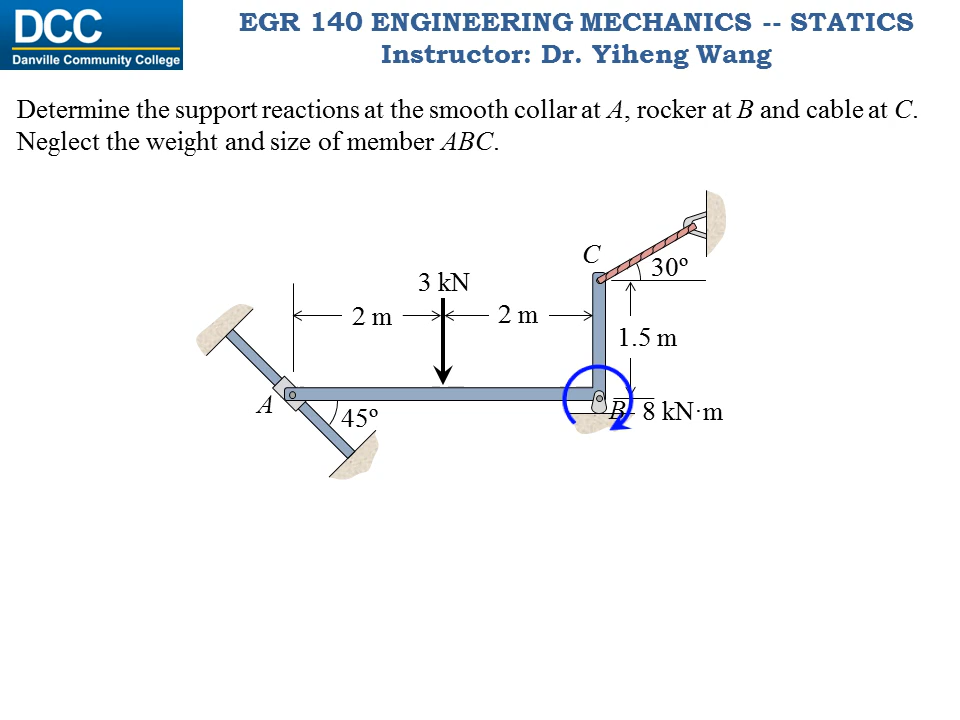 DCC
Danville Community College
EGR 140 ENGINEERING MECHANICS -- STATICS
Instructor: Dr. Yiheng Wang
Determine the support reactions at the smooth collar at A, rocker at B and cable at C.
Neglect the weight and size of member ABC.
C
30º
3 kN
2 m
2 m
1.5 m
A
45º
B
8 kN·m